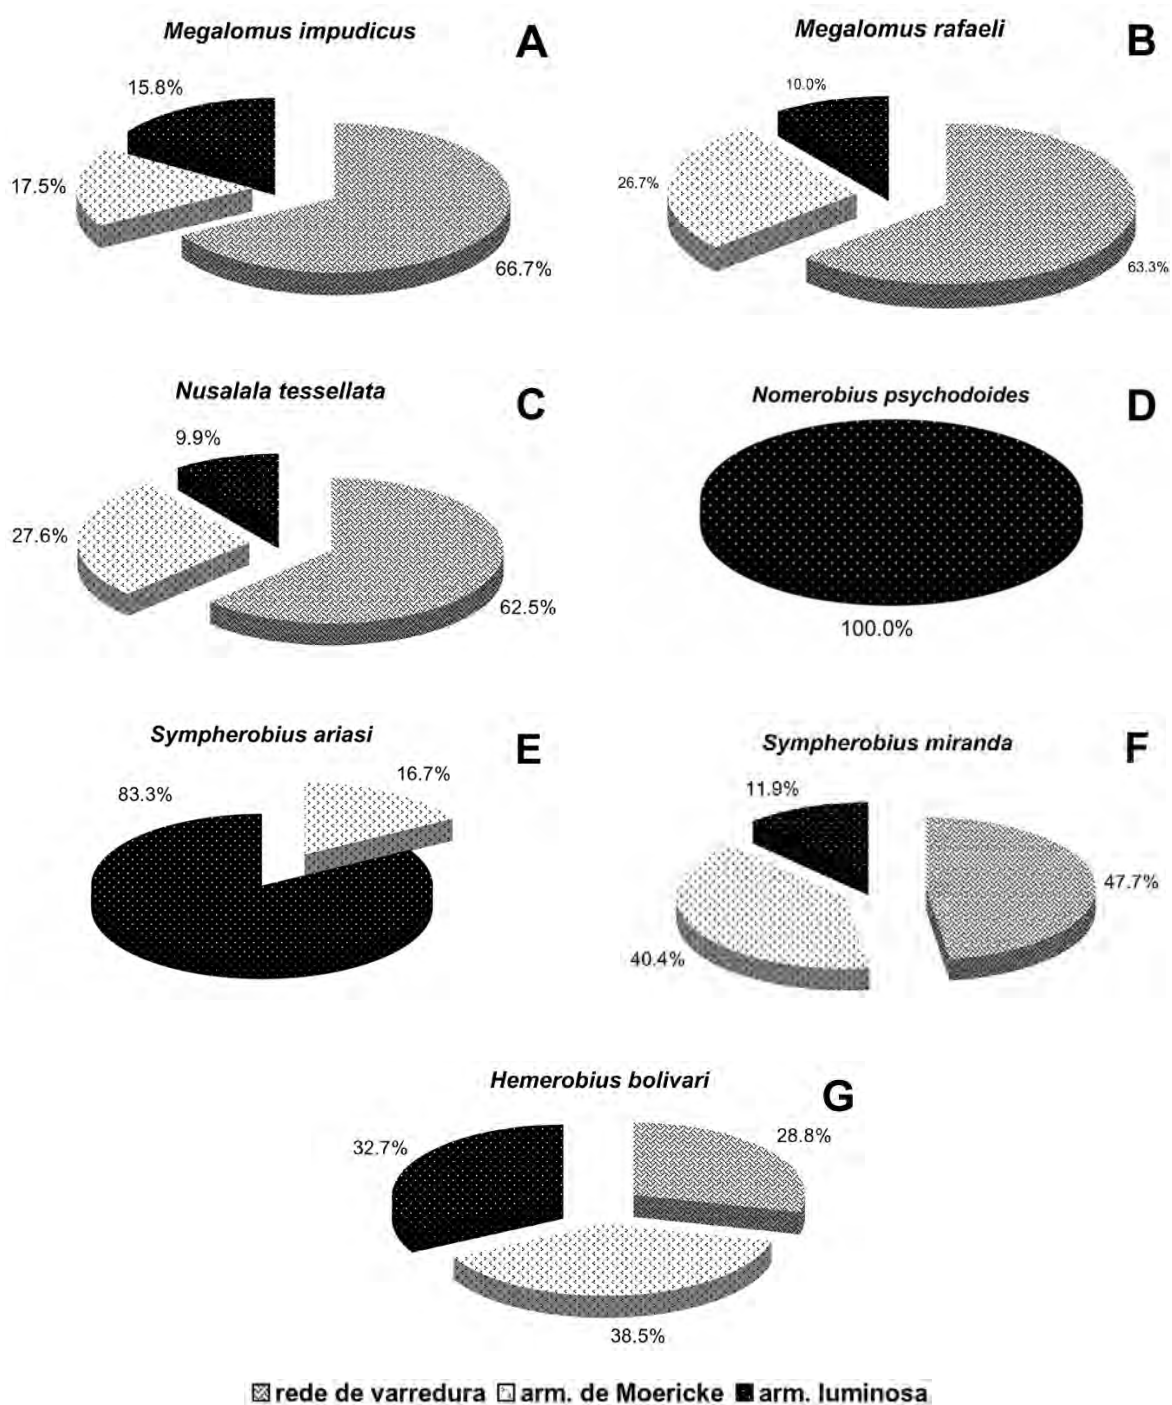 Megalomus impudicus
A
15.8%
17.5%
66.7%
Megalomus rafaeli
B
10.0%
26.7%
63.3%
Nusalala tessellata
C
9.9%
27.6%
62.5%
Nomerobius psychodoides
D
100.0%
Sympherobius ariasi
E
16.7%
83.3%
Sympherobius miranda
F
11.9%
47.7%
40.4%
Hemerobius bolivari
G
28.8%
32.7%
38.5%
rede de varredura arm. de Moericke arm. luminosa